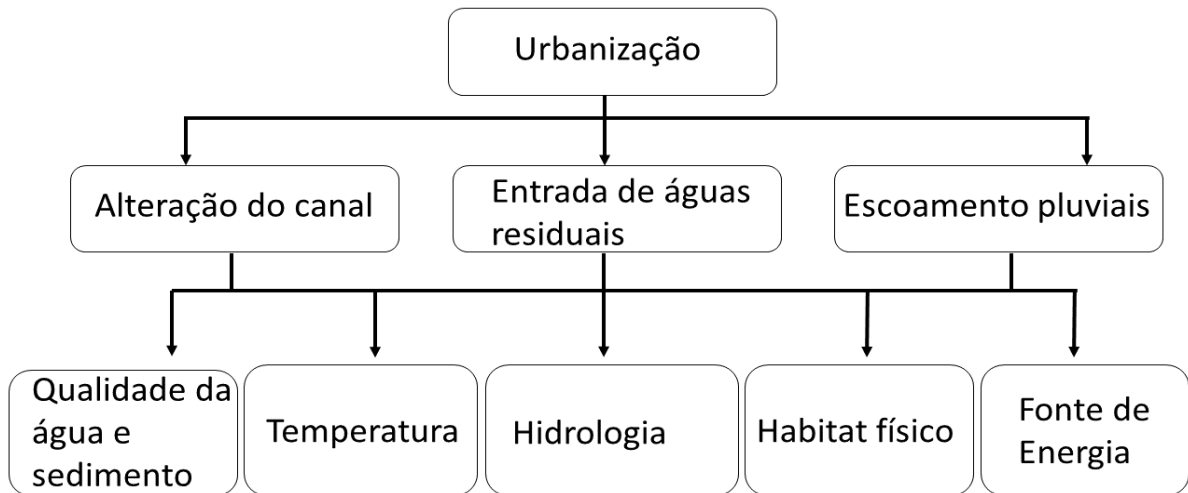 Urbanização
Alteração do canal
Entrada de águas
residuais
Escoamento pluviais
Qualidade da
água e
sedimento
Temperatura
Hidrologia
Habitat físico
Fonte de
Energia